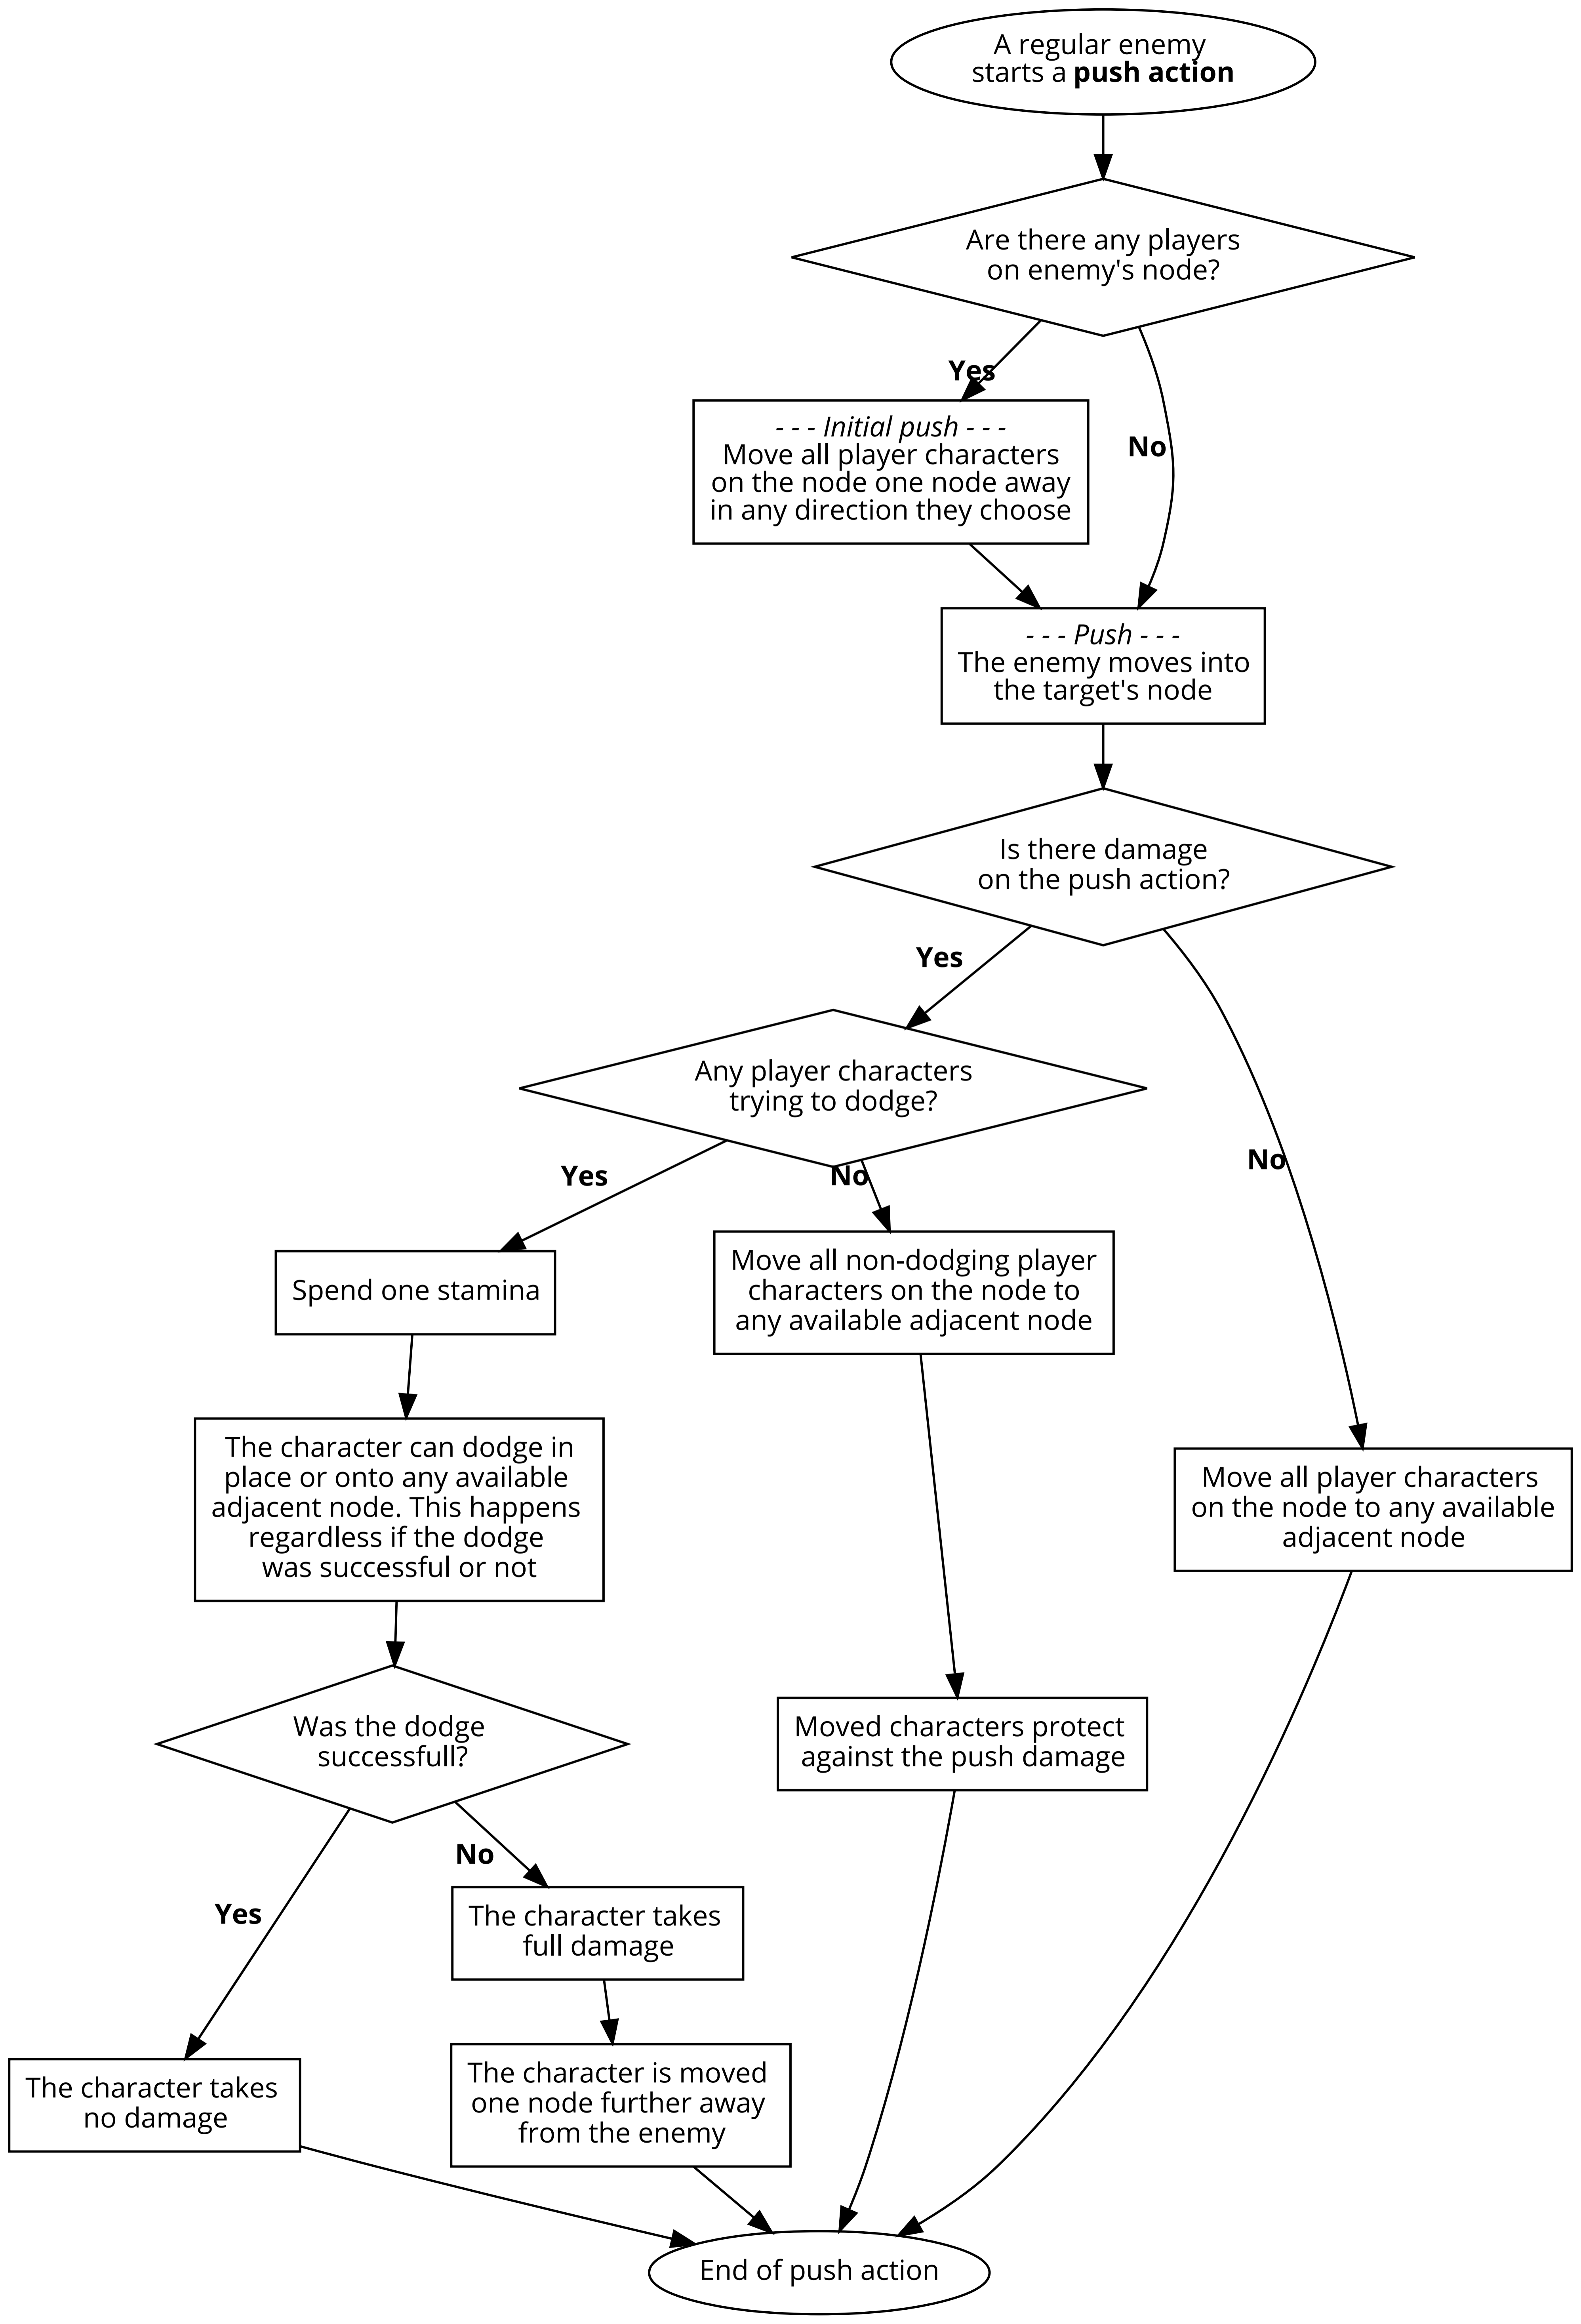 A regular enemy
starts a push action
Are there any players
on enemy's node?
Yes
No
- - - Initial push - - -
Move all player characters
on the node one node away
in any direction they choose
- - - Push - - -
The enemy moves into
the target's node
Is there damage
on the push action?
Yes
No
Any player characters
trying to dodge?
Yes
No
Spend one stamina
Move all non-dodging player
characters on the node to
any available adjacent node
The character can dodge in
place or onto any available
adjacent node. This happens
regardless if the dodge
was successful or not
Move all player characters
on the node to any available
adjacent node
Was the dodge
successfull?
Moved characters protect
against the push damage
Yes
No
The character takes
full damage
The character takes
no damage
The character is moved
one node further away
from the enemy
End of push action